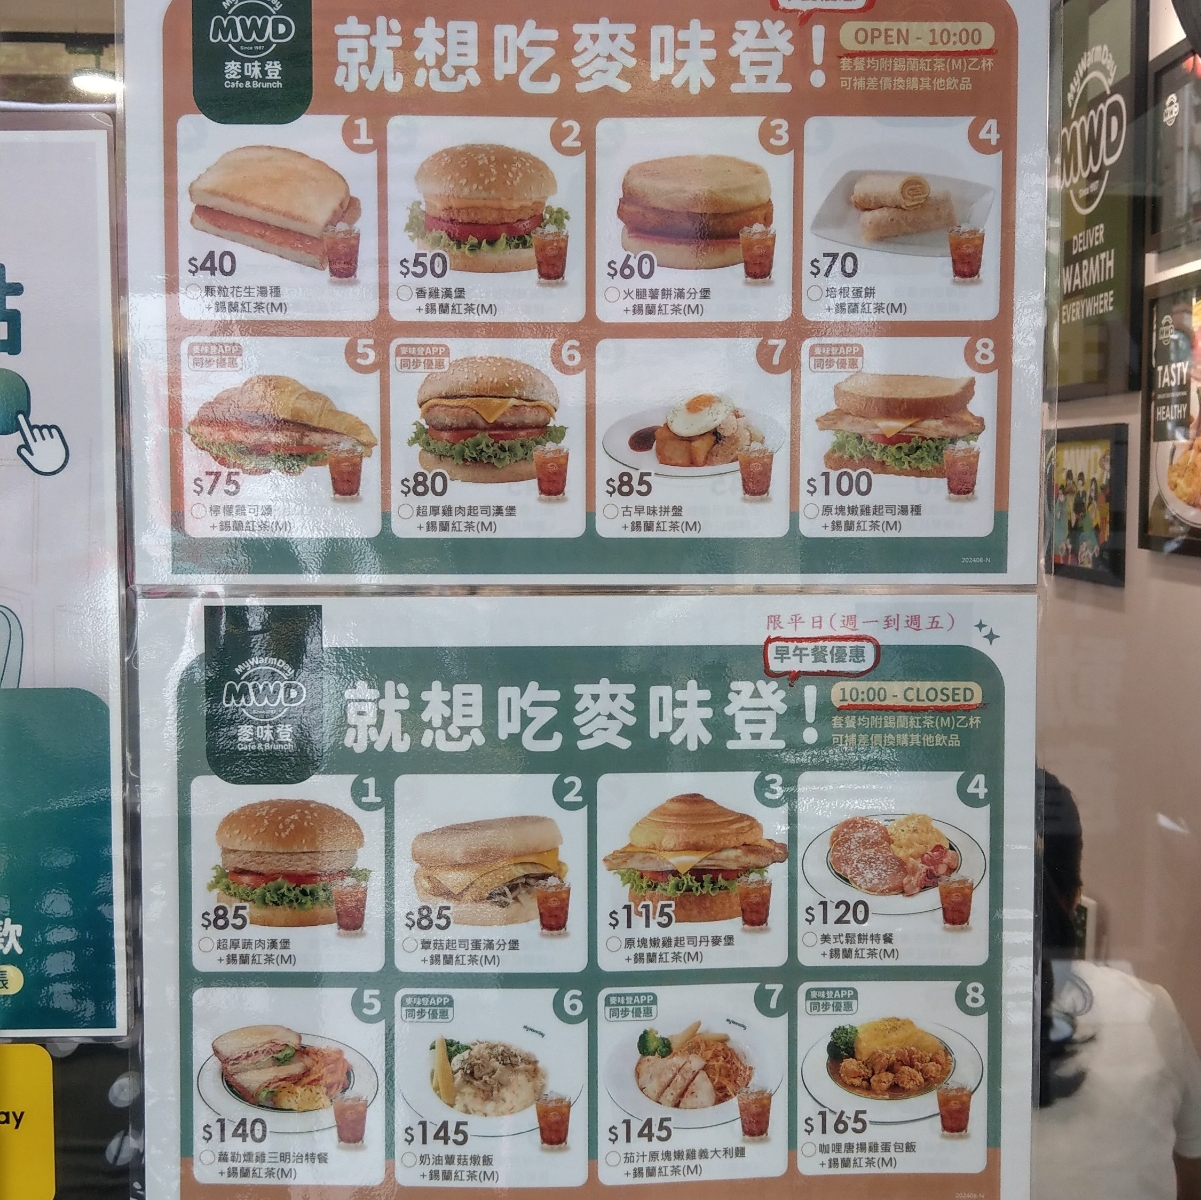 MWD
Since 1987
麥味登
Cafe & Brunch
就想吃麥味登!
OPEN - 10:00
套餐均附錫蘭紅茶(M)乙杯
可補差價換購其他飲品
1
$40
顆粒花生湯種
+錫蘭紅茶(M)
2
$50
香雞漢堡
+錫蘭紅茶(M)
3
$60
火腿薯餅滿分堡
+錫蘭紅茶(M)
4
$70
培根蛋餅
+錫蘭紅茶(M)
麥味登APP
同步優惠
5
$75
檸檬雞可頌
+錫蘭紅茶(M)
麥味登APP
同步優惠
6
$80
超厚雞肉起司漢堡
+錫蘭紅茶(M)
7
$85
古早味拼盤
+錫蘭紅茶(M)
麥味登APP
同步優惠
8
$100
原塊嫩雞起司湯種
+錫蘭紅茶(M)
202408-N
MyWarmDay
MWD
麥味登
Cafe & Brunch
就想吃麥味登!
限平日(週一到週五)
早午餐優惠
10:00 - CLOSED
套餐均附錫蘭紅茶(M)乙杯
可補差價換購其他飲品
1
$85
超厚蔬肉漢堡
+錫蘭紅茶(M)
2
$85
蕈菇起司蛋滿分堡
+錫蘭紅茶(M)
3
$115
原塊嫩雞起司丹麥堡
+錫蘭紅茶(M)
4
$120
美式鬆餅特餐
+錫蘭紅茶(M)
5
$140
蘿勒燻雞三明治特餐
+錫蘭紅茶(M)
麥味登APP
同步優惠
6
$145
奶油蕈菇燉飯
+錫蘭紅茶(M)
麥味登APP
同步優惠
7
$145
茄汁原塊嫩雞義大利麵
+錫蘭紅茶(M)
麥味登APP
同步優惠
8
$165
咖哩唐揚雞蛋包飯
+錫蘭紅茶(M)
202408-N
MyWarmDay
MWD
Since 1987
DELIVER
WARMTH
EVERYWHERE
TASTY
HEALTHY
款
張
ay